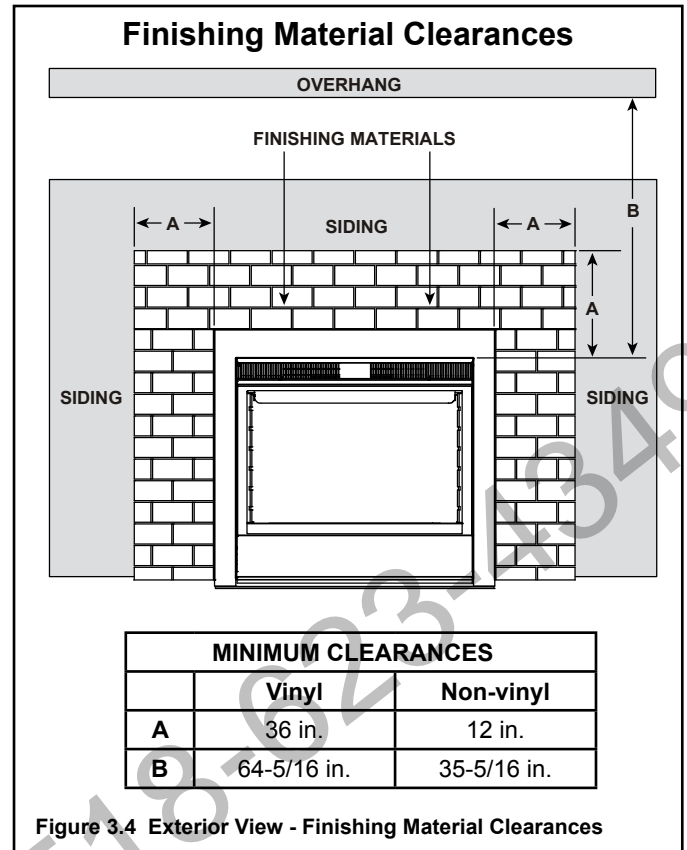 Finishing Material Clearances
OVERHANG
FINISHING MATERIALS
B
A
SIDING
A
A
SIDING
SIDING
MINIMUM CLEARANCES
Vinyl Non-vinyl
A 36 in. 12 in.
B 64-5/16 in. 35-5/16 in.
Figure 3.4 Exterior View - Finishing Material Clearances